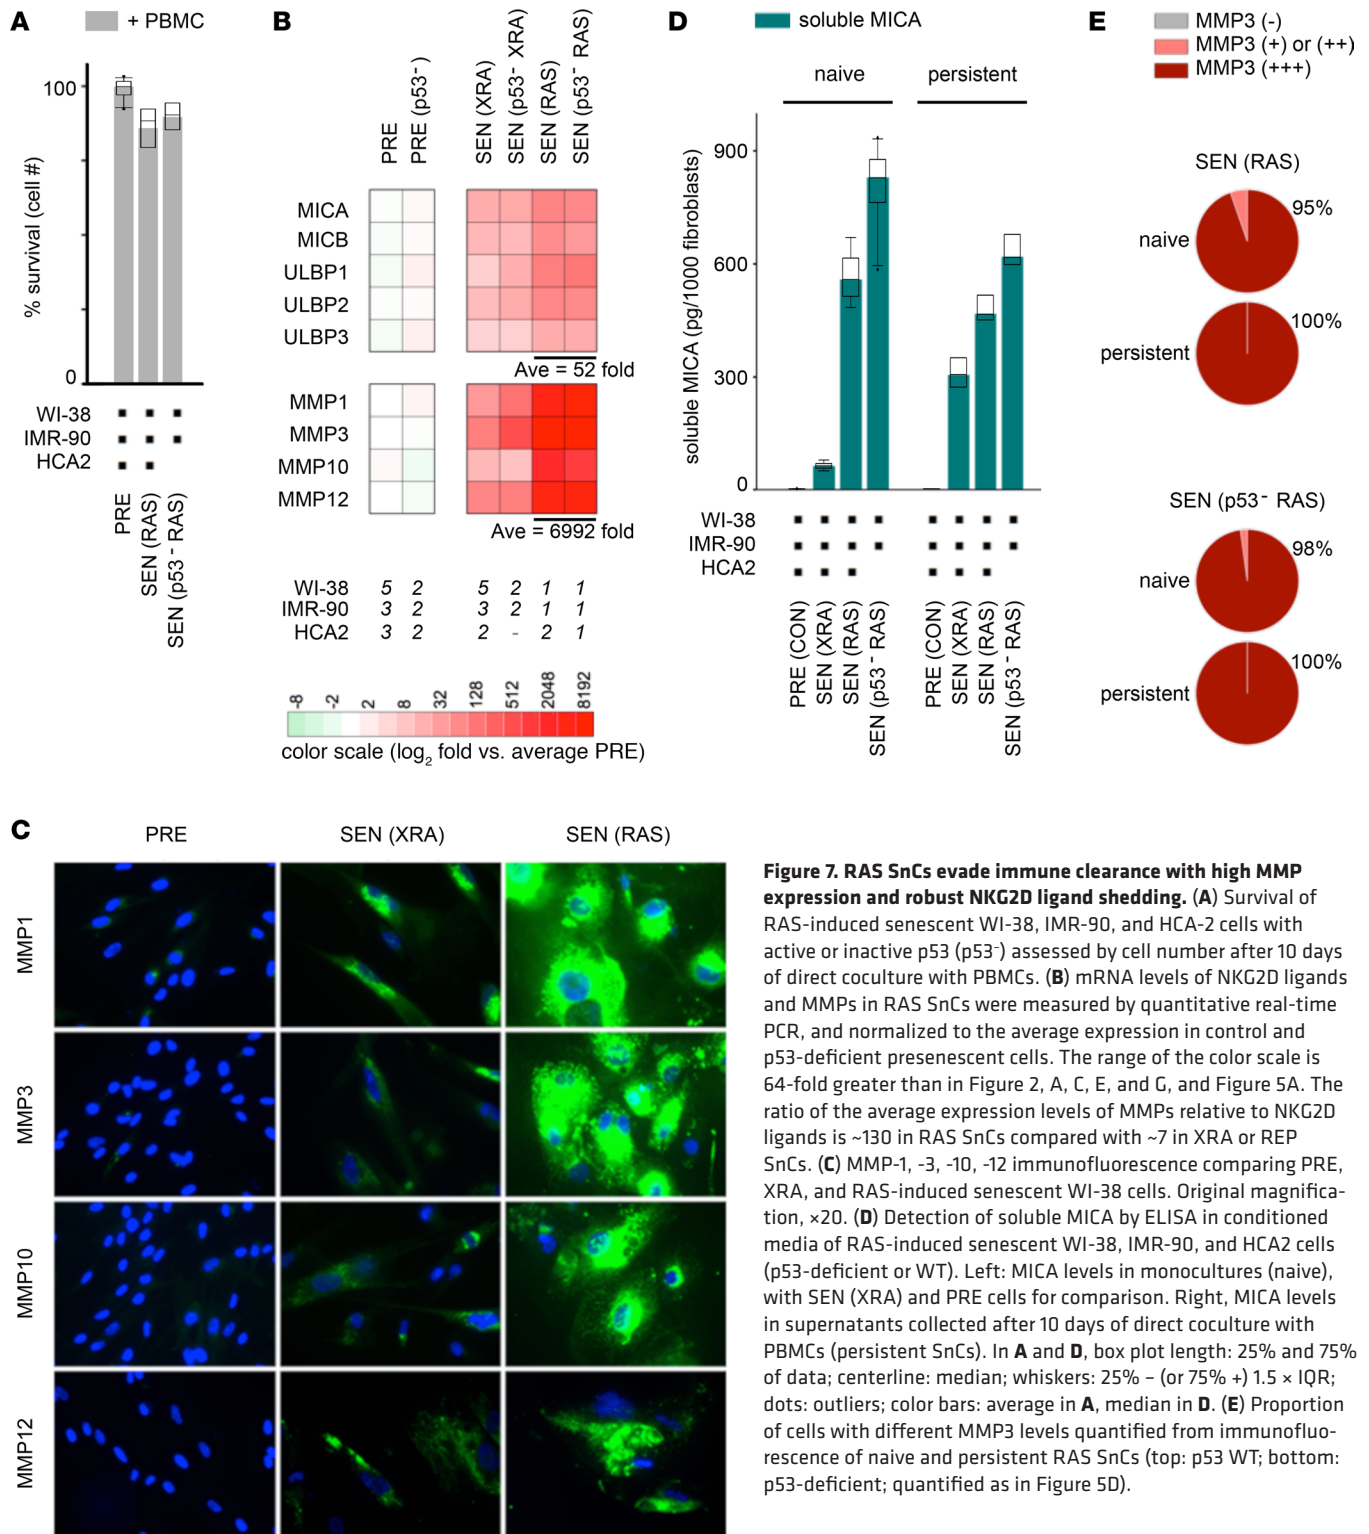 A
+ PBMC
% survival (cell #)
100
0
WI-38
IMR-90
HCA2
PRE
SEN (RAS)
SEN (p53- RAS)
B
PRE
PRE (p53-)
SEN (XRA)
SEN (p53- XRA)
SEN (RAS)
SEN (p53- RAS)
MICA
MICB
ULBP1
ULBP2
ULBP3
Ave = 52 fold
MMP1
MMP3
MMP10
MMP12
Ave = 6992 fold
WI-38 5 2 5 2 1 1
IMR-90 3 2 3 2 1 1
HCA2 3 2 2 - 2 1
-8 -2 2 8 32 128 512 2048 8192
color scale (log2 fold vs. average PRE)
D
soluble MICA
naive persistent
soluble MICA (pg/1000 fibroblasts)
900
600
300
0
WI-38
IMR-90
HCA2
PRE (CON)
SEN (XRA)
SEN (RAS)
SEN (p53- RAS)
PRE (CON)
SEN (XRA)
SEN (RAS)
SEN (p53- RAS)
E
MMP3 (-)
MMP3 (+) or (++)
MMP3 (+++)
SEN (RAS)
95%
naive
100%
persistent
SEN (p53- RAS)
98%
naive
100%
persistent
C
PRE SEN (XRA) SEN (RAS)
MMP1
MMP3
MMP10
MMP12
Figure 7. RAS SnCs evade immune clearance with high MMP
expression and robust NKG2D ligand shedding. (A) Survival of
RAS-induced senescent WI-38, IMR-90, and HCA-2 cells with
active or inactive p53 (p53-) assessed by cell number after 10 days
of direct coculture with PBMCs. (B) mRNA levels of NKG2D ligands
and MMPs in RAS SnCs were measured by quantitative real-time
PCR, and normalized to the average expression in control and
p53-deficient presenescent cells. The range of the color scale is
64-fold greater than in Figure 2, A, C, E, and G, and Figure 5A. The
ratio of the average expression levels of MMPs relative to NKG2D
ligands is ~130 in RAS SnCs compared with ~7 in XRA or REP
SnCs. (C) MMP-1, -3, -10, -12 immunofluorescence comparing PRE,
XRA, and RAS-induced senescent WI-38 cells. Original magnifica-
tion, ×20. (D) Detection of soluble MICA by ELISA in conditioned
media of RAS-induced senescent WI-38, IMR-90, and HCA2 cells
(p53-deficient or WT). Left: MICA levels in monocultures (naive),
with SEN (XRA) and PRE cells for comparison. Right, MICA levels
in supernatants collected after 10 days of direct coculture with
PBMCs (persistent SnCs). In A and D, box plot length: 25% and 75%
of data; centerline: median; whiskers: 25% – (or 75% +) 1.5 × IQR;
dots: outliers; color bars: average in A, median in D. (E) Proportion
of cells with different MMP3 levels quantified from immunofluo-
rescence of naive and persistent RAS SnCs (top: p53 WT; bottom:
p53-deficient; quantified as in Figure 5D).